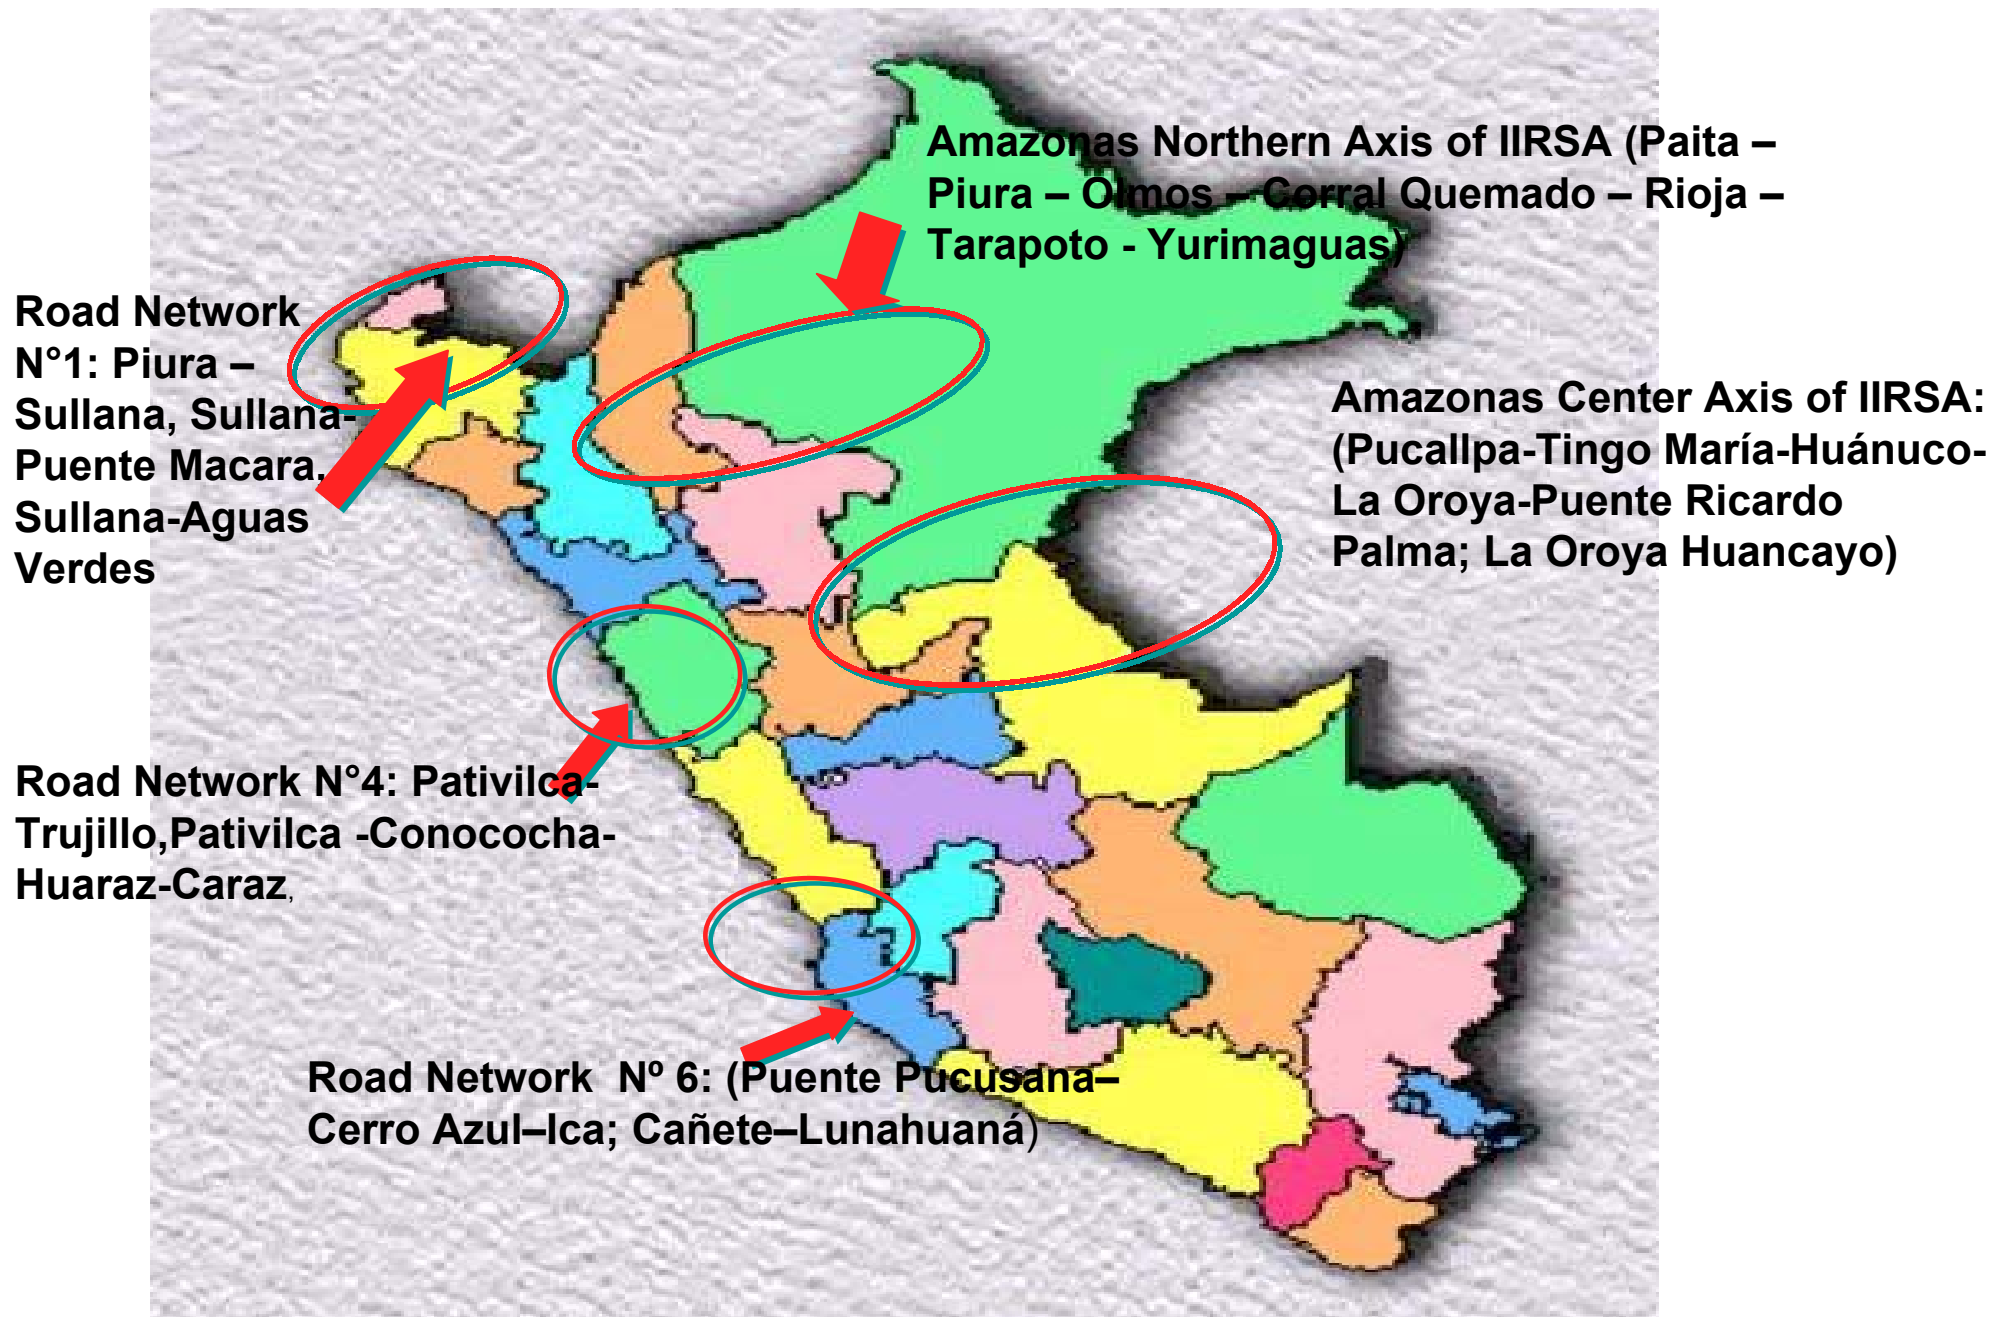 Amazonas Northern Axis of IIRSA (Paita –
Piura – Olmos – Corral Quemado – Rioja –
Tarapoto - Yurimaguas)
Road Network
N°1: Piura –
Sullana, Sullana-
Puente Macara,
Sullana-Aguas
Verdes
Amazonas Center Axis of IIRSA:
(Pucallpa-Tingo María-Huánuco-
La Oroya-Puente Ricardo
Palma; La Oroya Huancayo)
Road Network N°4: Pativilca-
Trujillo,Pativilca -Conococha-
Huaraz-Caraz,
Road Network Nº 6: (Puente Pucusana–
Cerro Azul–Ica; Cañete–Lunahuaná)